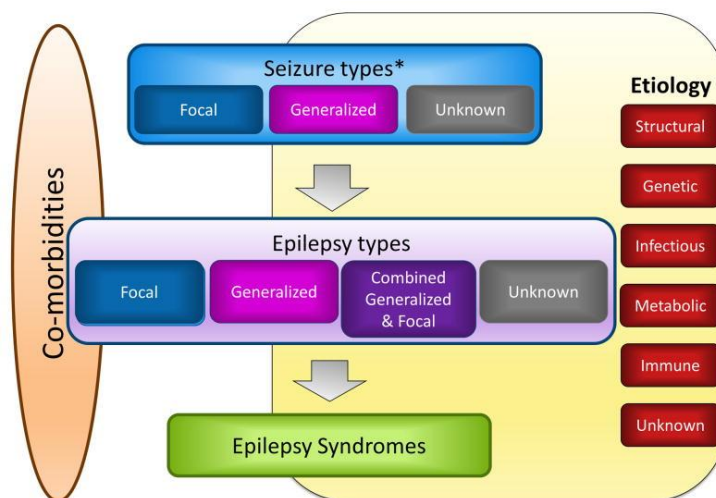 Seizure types*
Focal
Generalized
Unknown
Epilepsy types
Focal
Generalized
Combined
Generalized
& Focal
Unknown
Epilepsy Syndromes
Co-morbidities
Etiology
Structural
Genetic
Infectious
Metabolic
Immune
Unknown